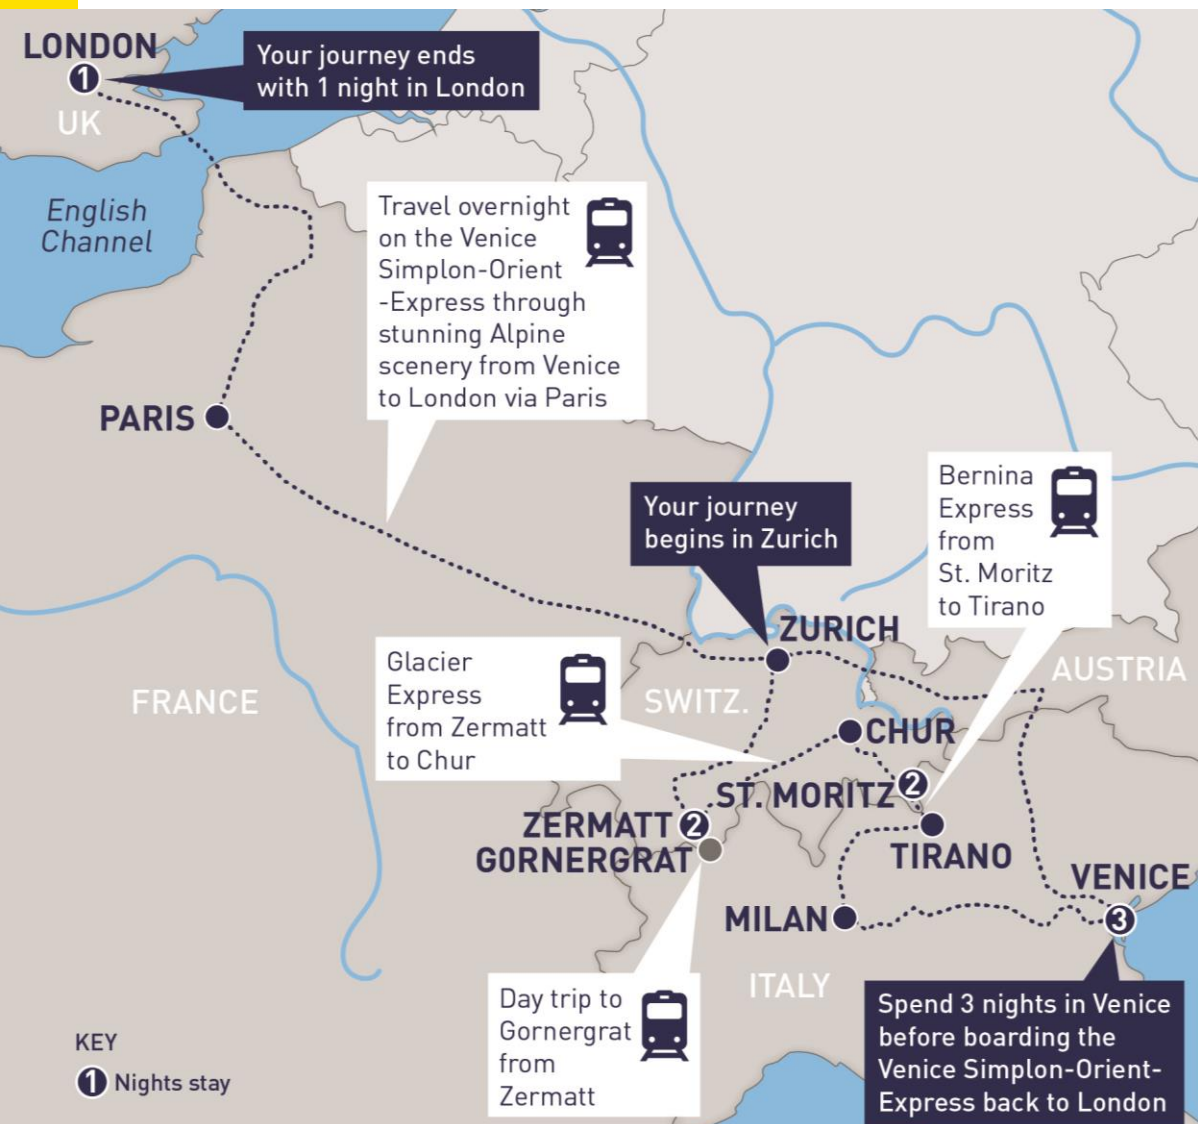 LONDON
1
Your journey ends
with 1 night in London
UK
English
Channel
Travel overnight
on the Venice
Simplon-Orient
-Express through
stunning Alpine
scenery from Venice
to London via Paris
PARIS
Your journey
begins in Zurich
Bernina
Express
from
St. Moritz
to Tirano
ZURICH
AUSTRIA
Glacier
Express
from Zermatt
to Chur
FRANCE
SWITZ.
CHUR
ST. MORITZ 2
ZERMATT 2
GORNERGRAT
TIRANO
VENICE
3
MILAN
ITALY
Day trip to
Gornergrat
from
Zermatt
Spend 3 nights in Venice
before boarding the
Venice Simplon-Orient-
Express back to London
KEY
1 Nights stay